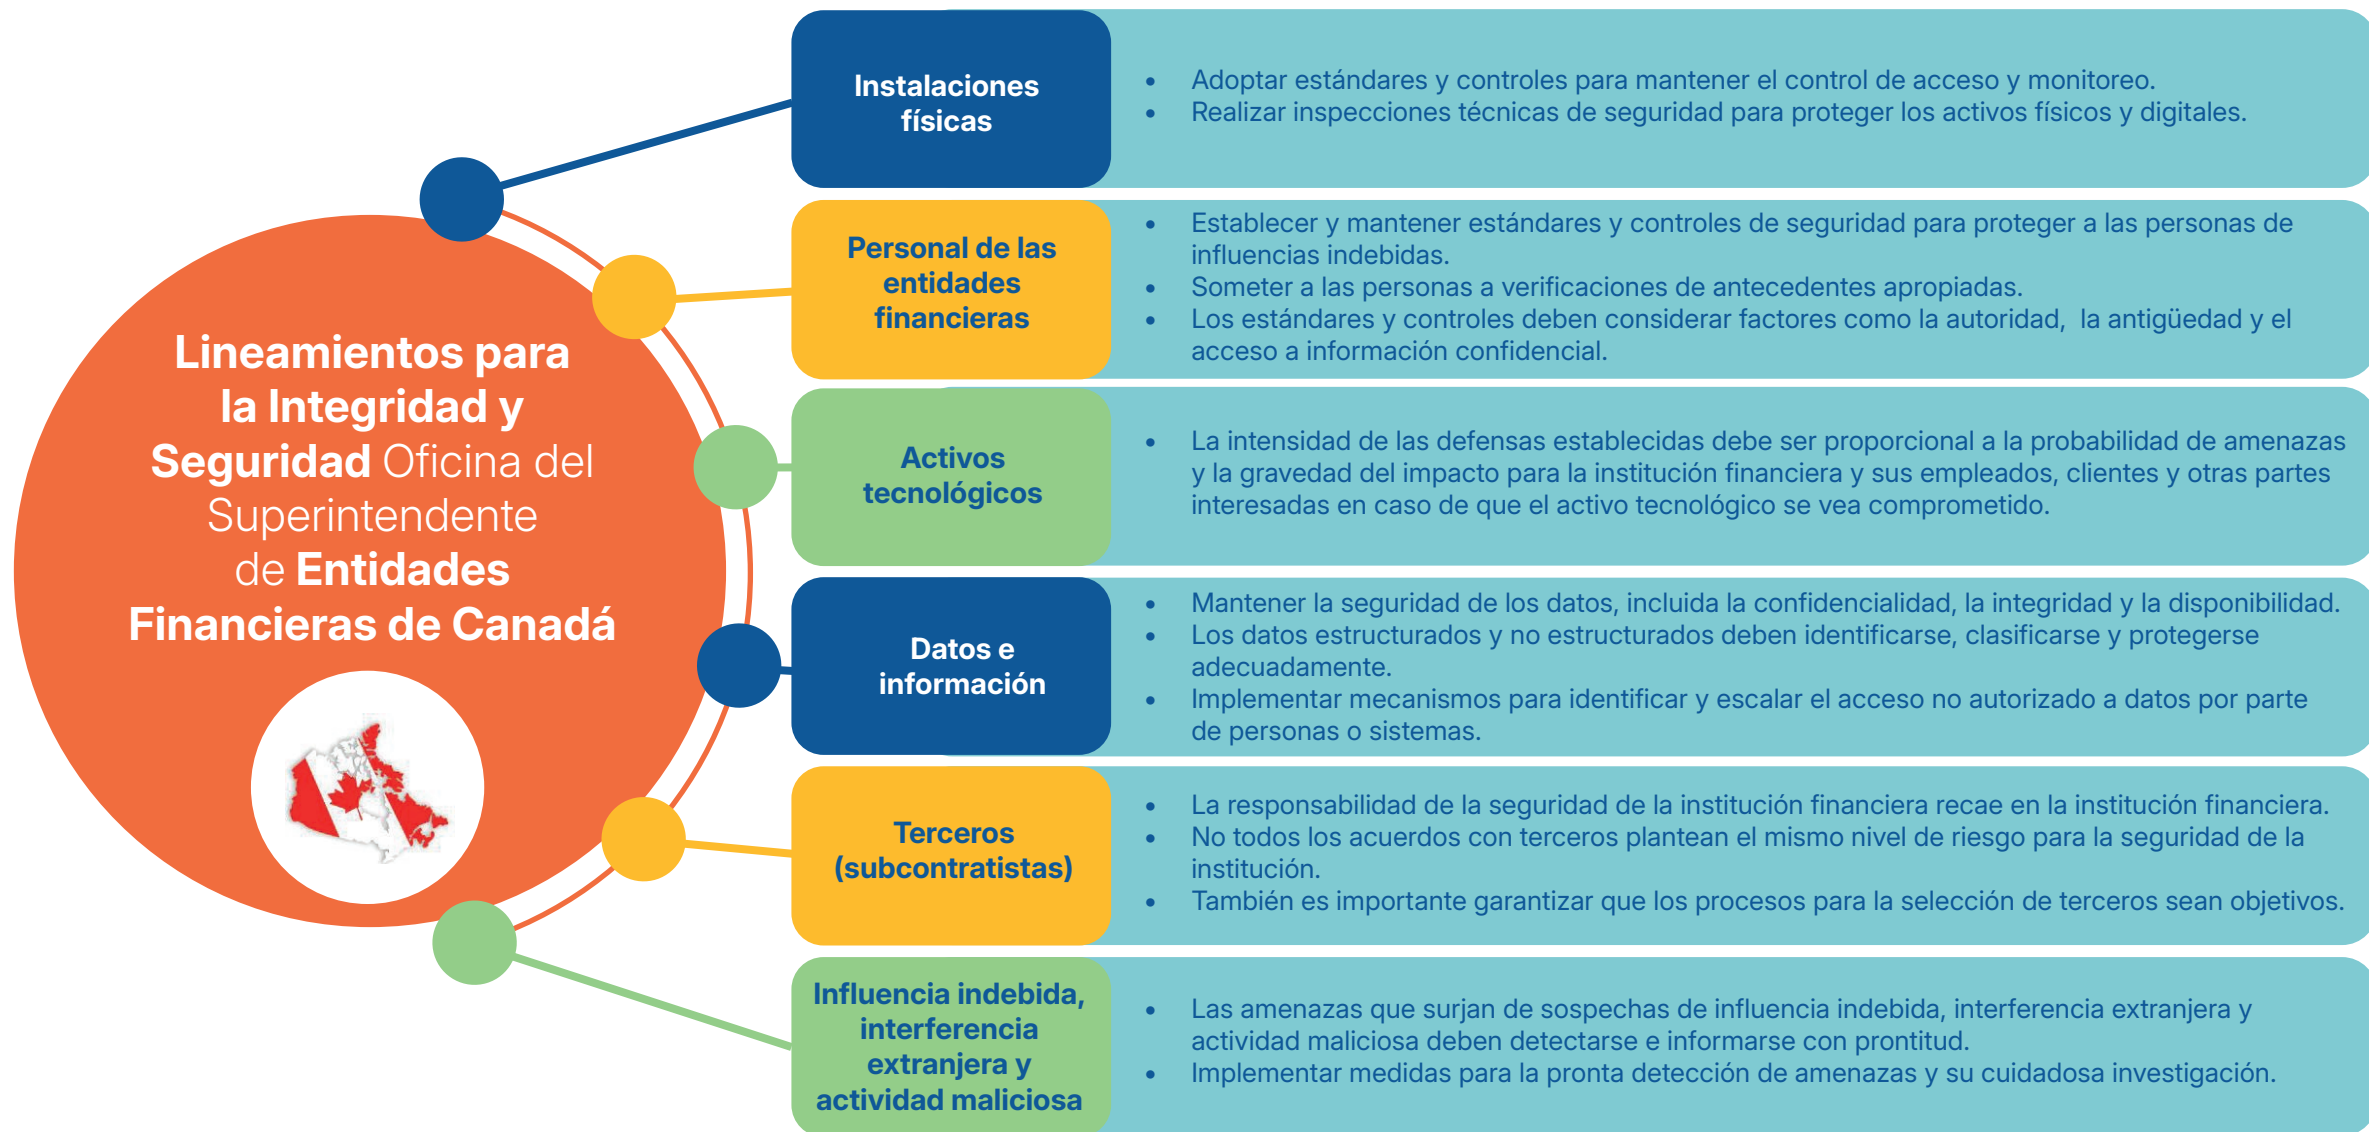 Lineamientos para
la Integridad y
Seguridad Oficina del
Superintendente
de Entidades
Financieras de Canadá
Instalaciones
físicas
• Adoptar estándares y controles para mantener el control de acceso y monitoreo.
• Realizar inspecciones técnicas de seguridad para proteger los activos físicos y digitales.
Personal de las
entidades
financieras
• Establecer y mantener estándares y controles de seguridad para proteger a las personas de
influencias indebidas.
• Someter a las personas a verificaciones de antecedentes apropiadas.
• Los estándares y controles deben considerar factores como la autoridad, la antigüedad y el
acceso a información confidencial.
Activos
tecnológicos
• La intensidad de las defensas establecidas debe ser proporcional a la probabilidad de amenazas
y la gravedad del impacto para la institución financiera y sus empleados, clientes y otras partes
interesadas en caso de que el activo tecnológico se vea comprometido.
Datos e
información
• Mantener la seguridad de los datos, incluida la confidencialidad, la integridad y la disponibilidad.
• Los datos estructurados y no estructurados deben identificarse, clasificarse y protegerse
adecuadamente.
• Implementar mecanismos para identificar y escalar el acceso no autorizado a datos por parte
de personas o sistemas.
Terceros
(subcontratistas)
• La responsabilidad de la seguridad de la institución financiera recae en la institución financiera.
• No todos los acuerdos con terceros plantean el mismo nivel de riesgo para la seguridad de la
institución.
• También es importante garantizar que los procesos para la selección de terceros sean objetivos.
Influencia indebida,
interferencia
extranjera y
actividad maliciosa
• Las amenazas que surjan de sospechas de influencia indebida, interferencia extranjera y
actividad maliciosa deben detectarse e informarse con prontitud.
• Implementar medidas para la pronta detección de amenazas y su cuidadosa investigación.